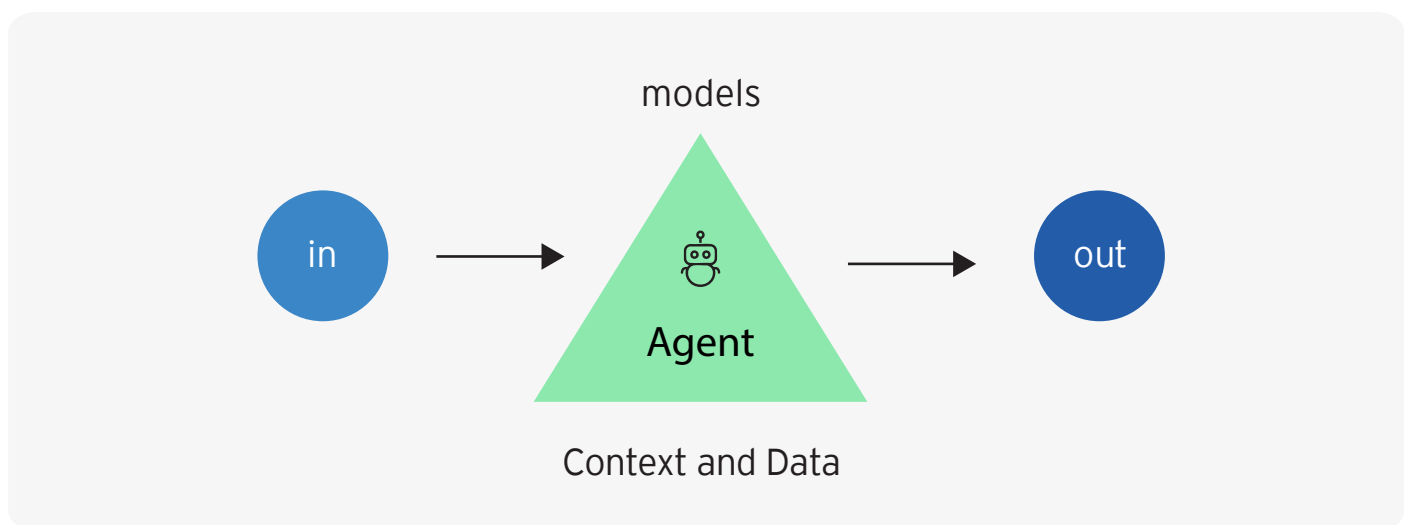 models
in
out
Agent
Context and Data